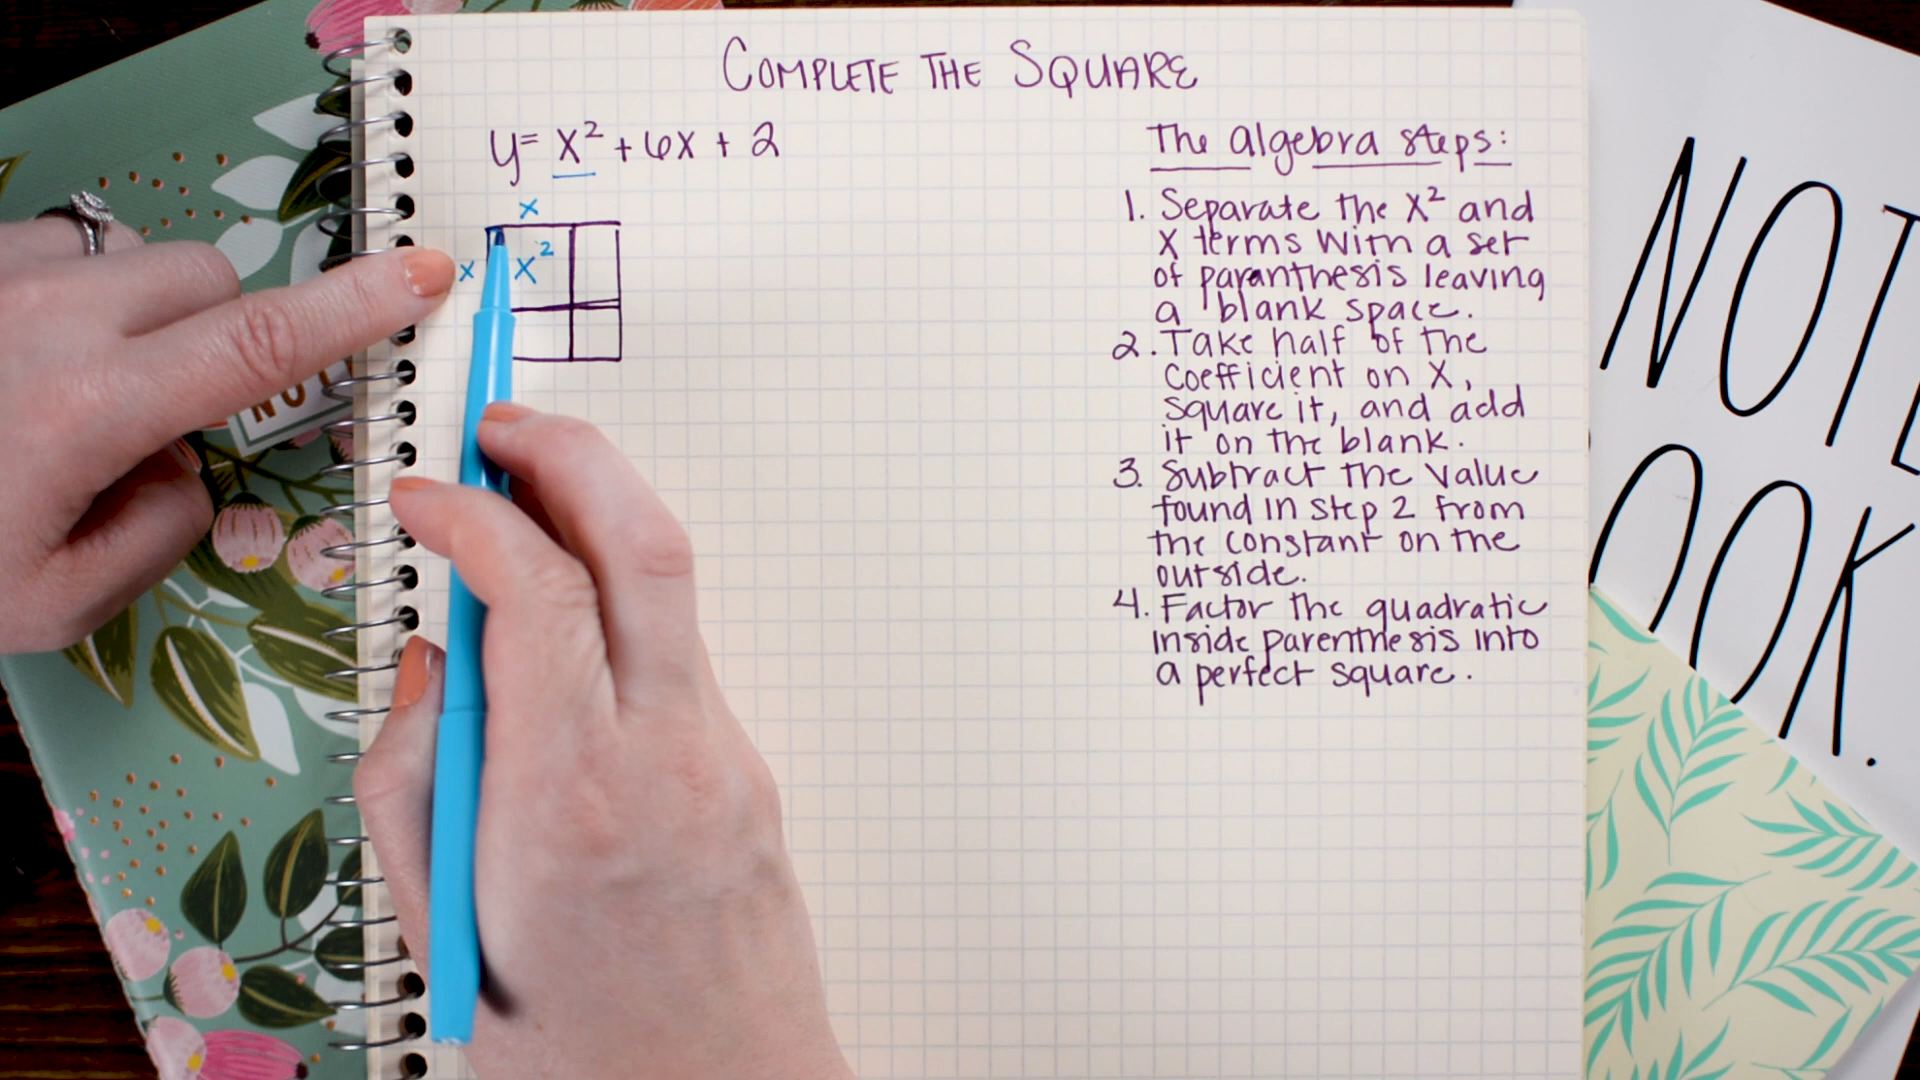 COMPLETE THE SQUARE
y= x² + 6x + 2
x
x
x²
The algebra steps:
1. Separate the x² and
x terms with a set
of paranthesis leaving
a blank space.
2. Take half of the
coefficient on x,
square it, and add
it on the blank.
3. Subtract the value
found in step 2 from
the constant on the
outside.
4. Factor the quadratic
inside parenthesis into
a perfect square.
OOK.